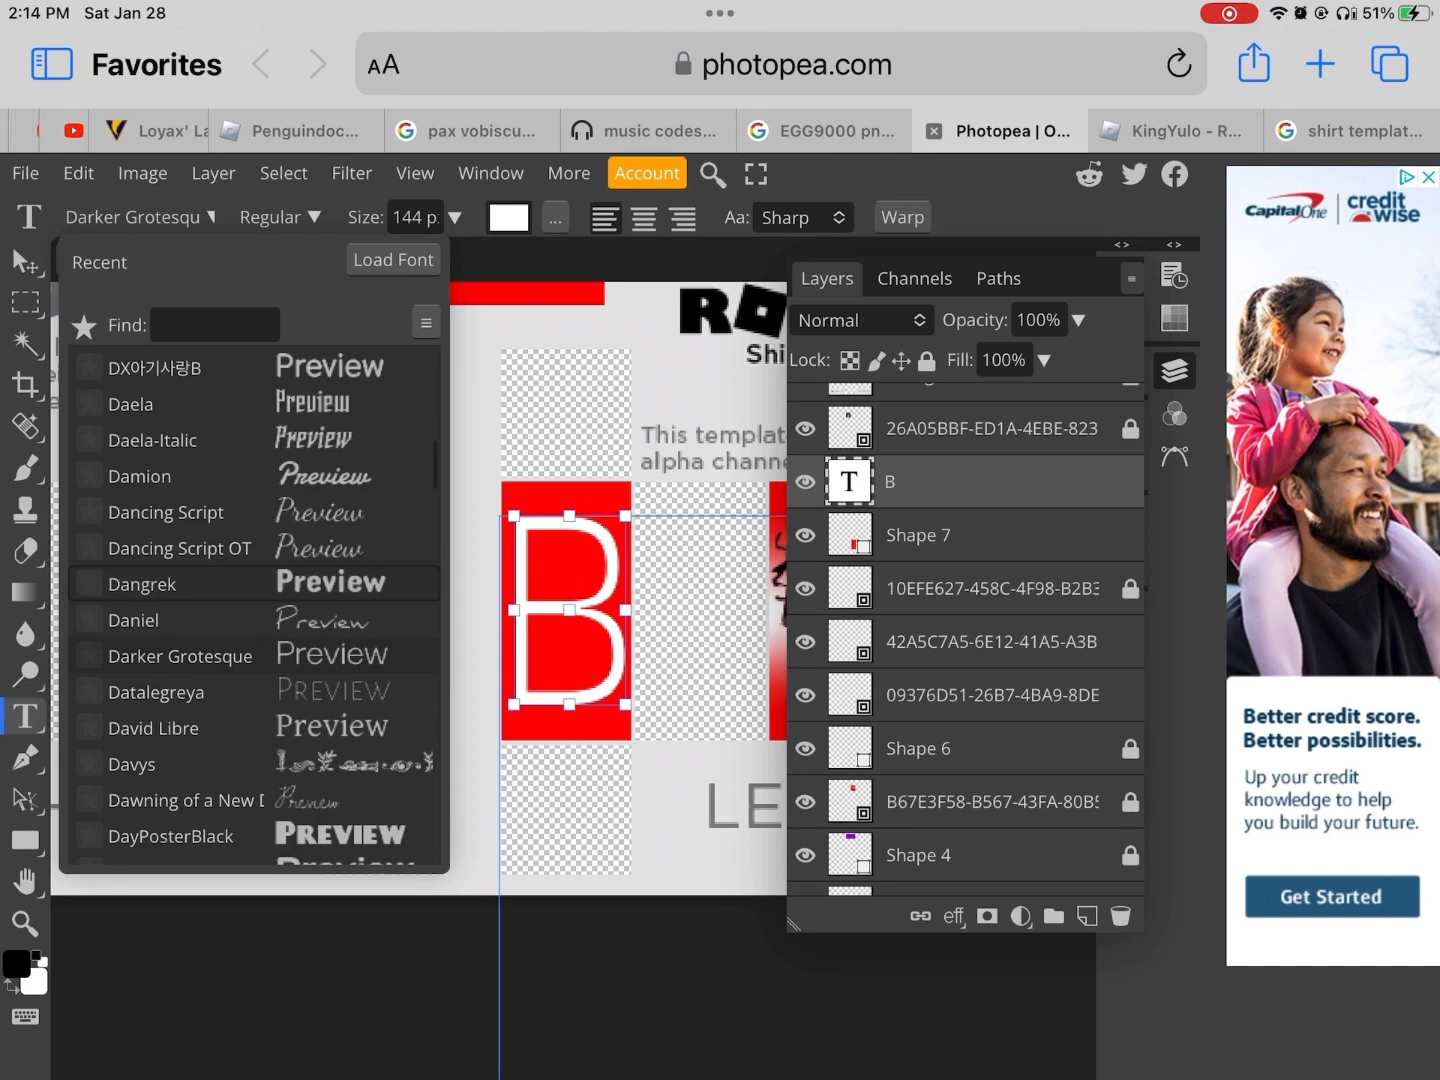 2:14 PM Sat Jan 28
51%
Favorites
AA
photopea.com
Loyax' La
Penguindoc...
pax vobiscu...
music codes...
EGG9000 pn...
Photopea | O...
KingYulo - R...
shirt templat...
File Edit Image Layer Select Filter View Window More Account
T Darker Grotesqu Regular Size: 144 p ... Aa: Sharp Warp
Recent
Load Font
Find:
DX아기사랑B Preview
Daela Preview
Daela-Italic Preview
Damion Preview
Dancing Script Preview
Dancing Script OT Preview
Dangrek Preview
Daniel Preview
Darker Grotesque Preview
Datalegreya PREVIEW
David Libre Preview
Davys
Dawning of a New D Preview
DayPosterBlack PREVIEW
Preview
T
RO
Shi
This templat
alpha channe
B
LE
Layers Channels Paths
Normal Opacity: 100%
Lock: Fill: 100%
26A05BBF-ED1A-4EBE-823
T B
Shape 7
10EFE627-458C-4F98-B2B3
42A5C7A5-6E12-41A5-A3B
09376D51-26B7-4BA9-8DE
Shape 6
B67E3F58-B567-43FA-80B5
Shape 4
eff
Capital One credit wise
Better credit score.
Better possibilities.
Up your credit
knowledge to help
you build your future.
Get Started